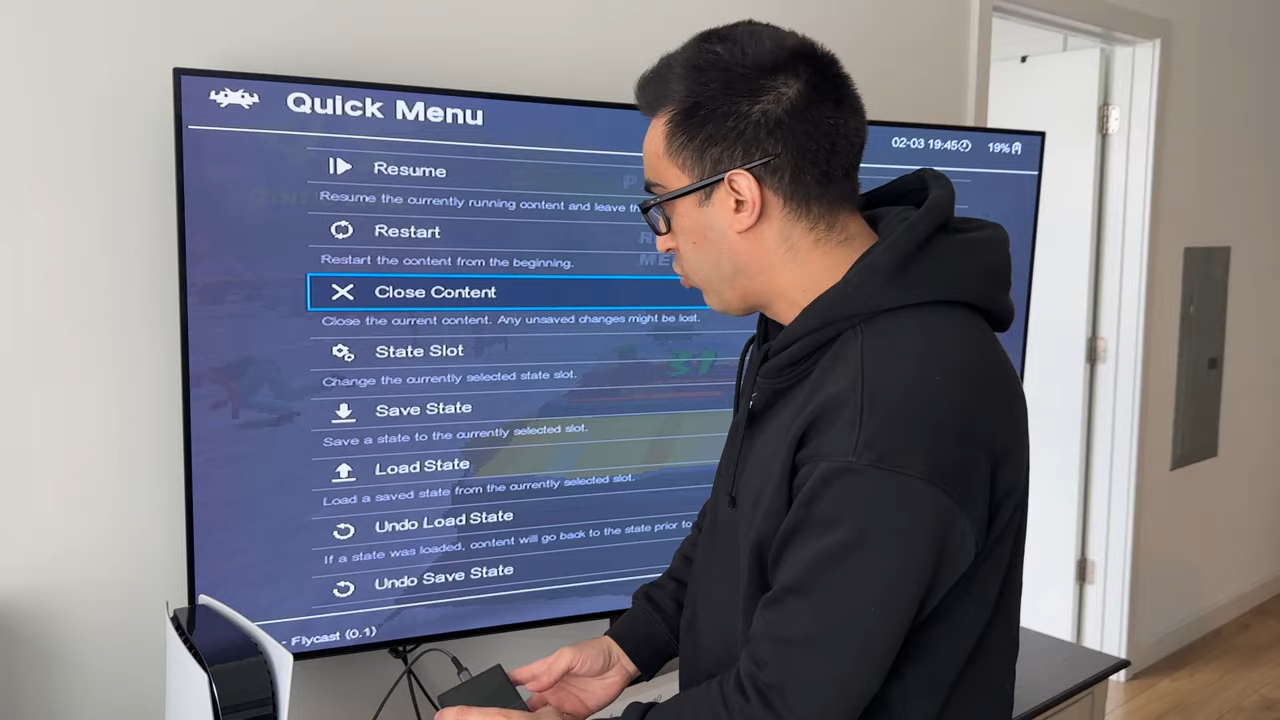 Quick Menu
02-03 19:45 19%
Resume
Resume the currently running content and leave th
Restart
Restart the content from the beginning.
Close Content
Close the current content. Any unsaved changes might be lost.
State Slot
Change the currently selected state slot.
37
Save State
Save a state to the currently selected slot.
Load State
Load a saved state from the currently selected slot.
Undo Load State
If a state was loaded, content will go back to the state prior to
Undo Save State
- Flycast (0.1)